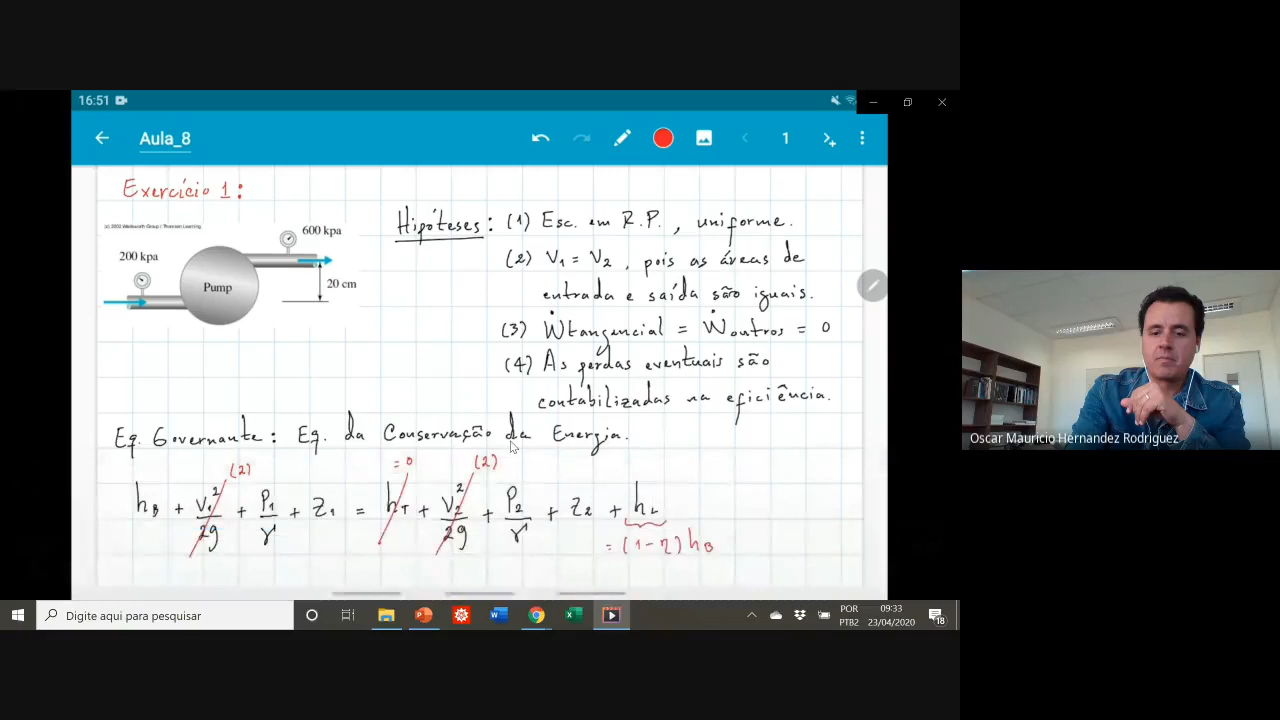 16:51
Aula_8
1
Exercício 1:
(c) 2002 Wadsworth Group / Thomson Learning
600 kpa
200 kpa
Pump
20 cm
Hipóteses: (1) Esc. em R.P., uniforme.
(2) V1 = V2, pois as áreas de
entrada e saída são iguais.
(3) Ẇtangencial = Ẇoutros = 0
(4) As perdas eventuais são
contabilizadas na eficiência.
Eq. Governante: Eq. da Conservação da Energia.
(2) = 0 (2)
hB + V1²/2g + P1/γ + Z1 = hT + V2²/2g + P2/γ + Z2 + hL
= (1-η) hB
Oscar Mauricio Hernandez Rodriguez
Digite aqui para pesquisar
POR
PTB2
09:33
23/04/2020
18